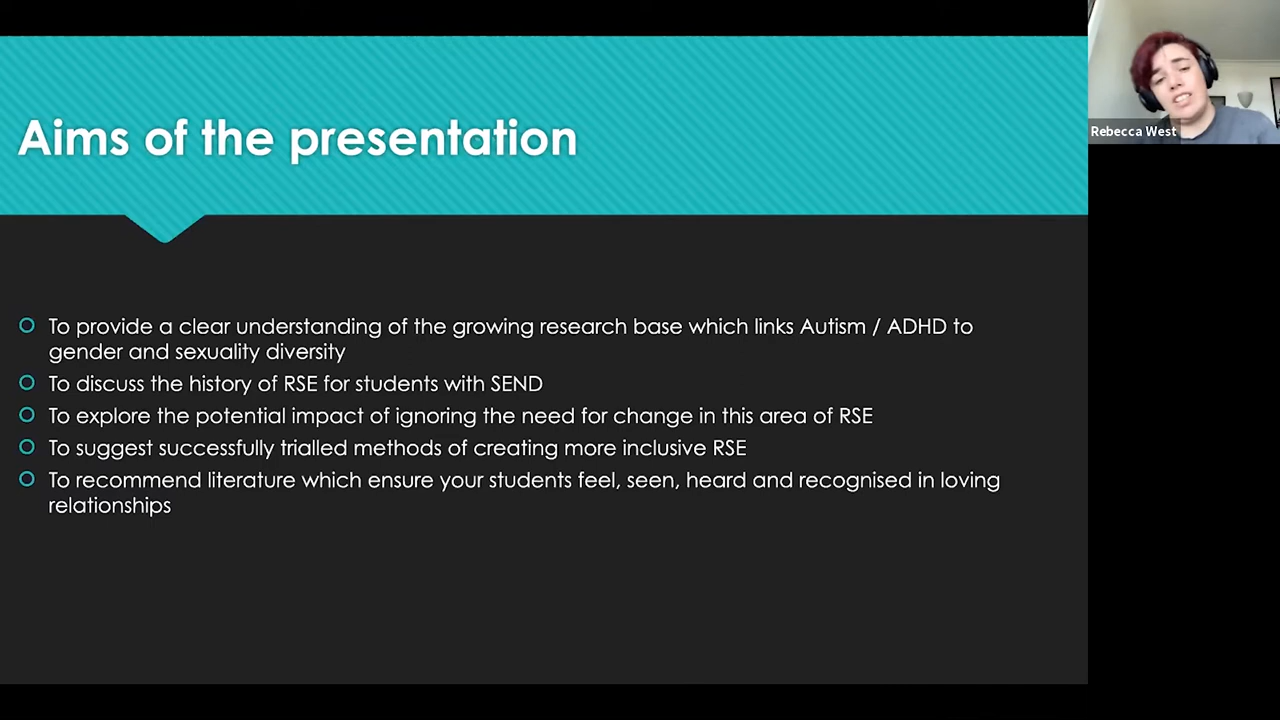 Aims of the presentation
To provide a clear understanding of the growing research base which links Autism / ADHD to
gender and sexuality diversity
To discuss the history of RSE for students with SEND
To explore the potential impact of ignoring the need for change in this area of RSE
To suggest successfully trialled methods of creating more inclusive RSE
To recommend literature which ensure your students feel, seen, heard and recognised in loving
relationships
Rebecca West